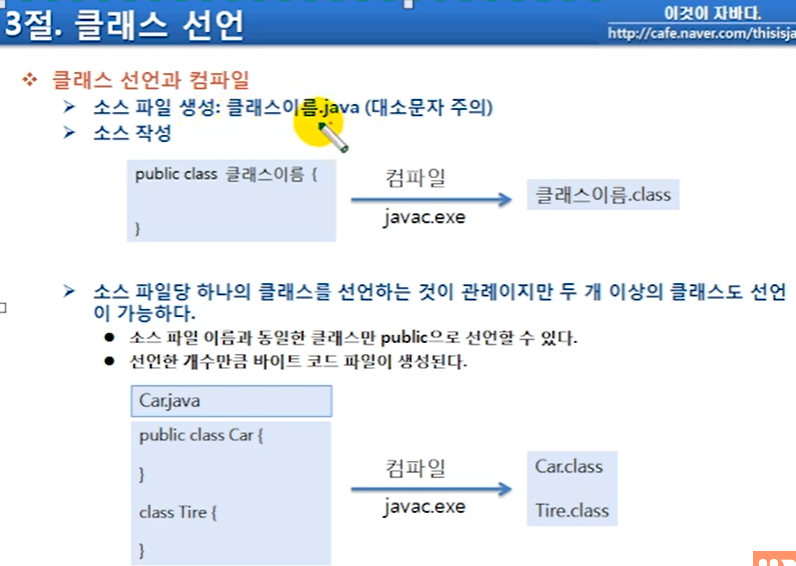 3절. 클래스 선언
이것이 자바다.
http://cafe.naver.com/thisisja
클래스 선언과 컴파일
소스 파일 생성: 클래스이름.java (대소문자 주의)
소스 작성
public class 클래스이름 {
}
컴파일
javac.exe
클래스이름.class
소스 파일당 하나의 클래스를 선언하는 것이 관례이지만 두 개 이상의 클래스도 선언
이 가능하다.
소스 파일 이름과 동일한 클래스만 public으로 선언할 수 있다.
선언한 개수만큼 바이트 코드 파일이 생성된다.
Car.java
public class Car {
}
class Tire {
}
컴파일
javac.exe
Car.class
Tire.class